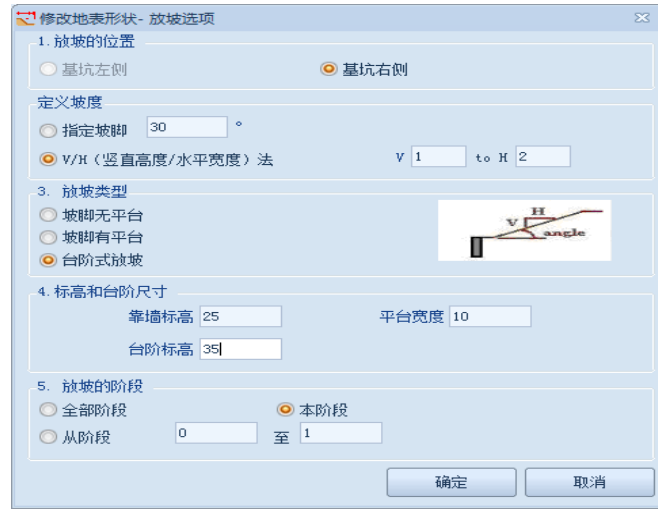 修改地表形状- 放坡选项
1. 放坡的位置
基坑左侧 基坑右侧
定义坡度
指定坡脚 30 °
V/H (竖直高度/水平宽度) 法 V 1 to H 2
3. 放坡类型
坡脚无平台
坡脚有平台
台阶式放坡
H
V
angle
4. 标高和台阶尺寸
靠墙标高 25 平台宽度 10
台阶标高 35
5. 放坡的阶段
全部阶段 本阶段
从阶段 0 至 1
确定 取消